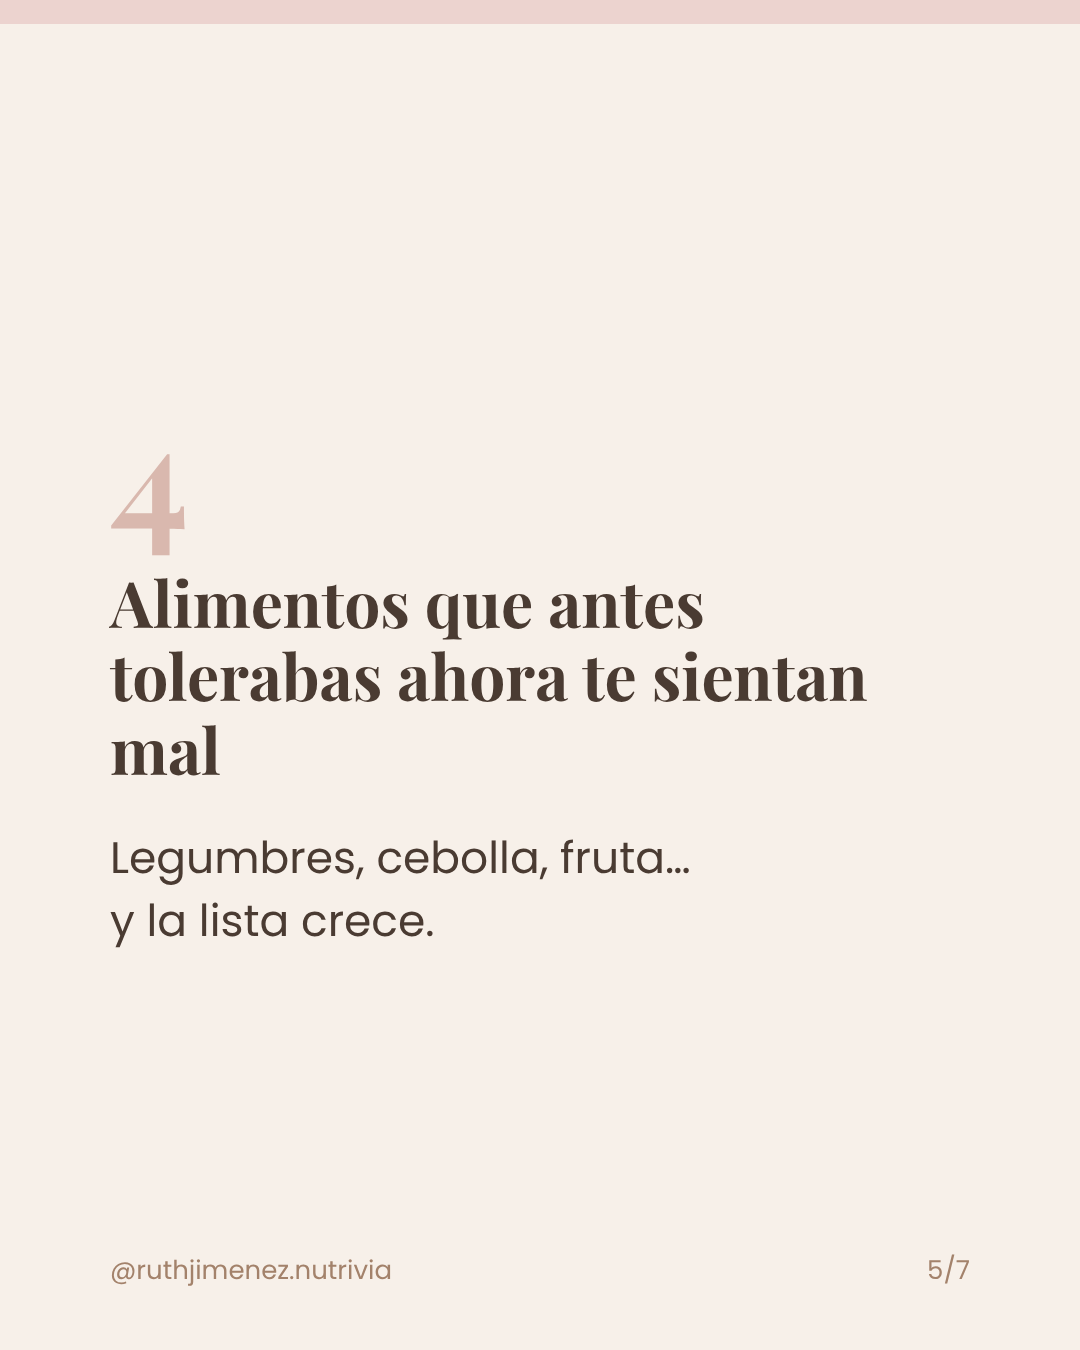 4
Alimentos que antes
tolerabas ahora te sientan
mal
Legumbres, cebolla, fruta...
y la lista crece.
@ruthjimenez.nutrivia
5/7